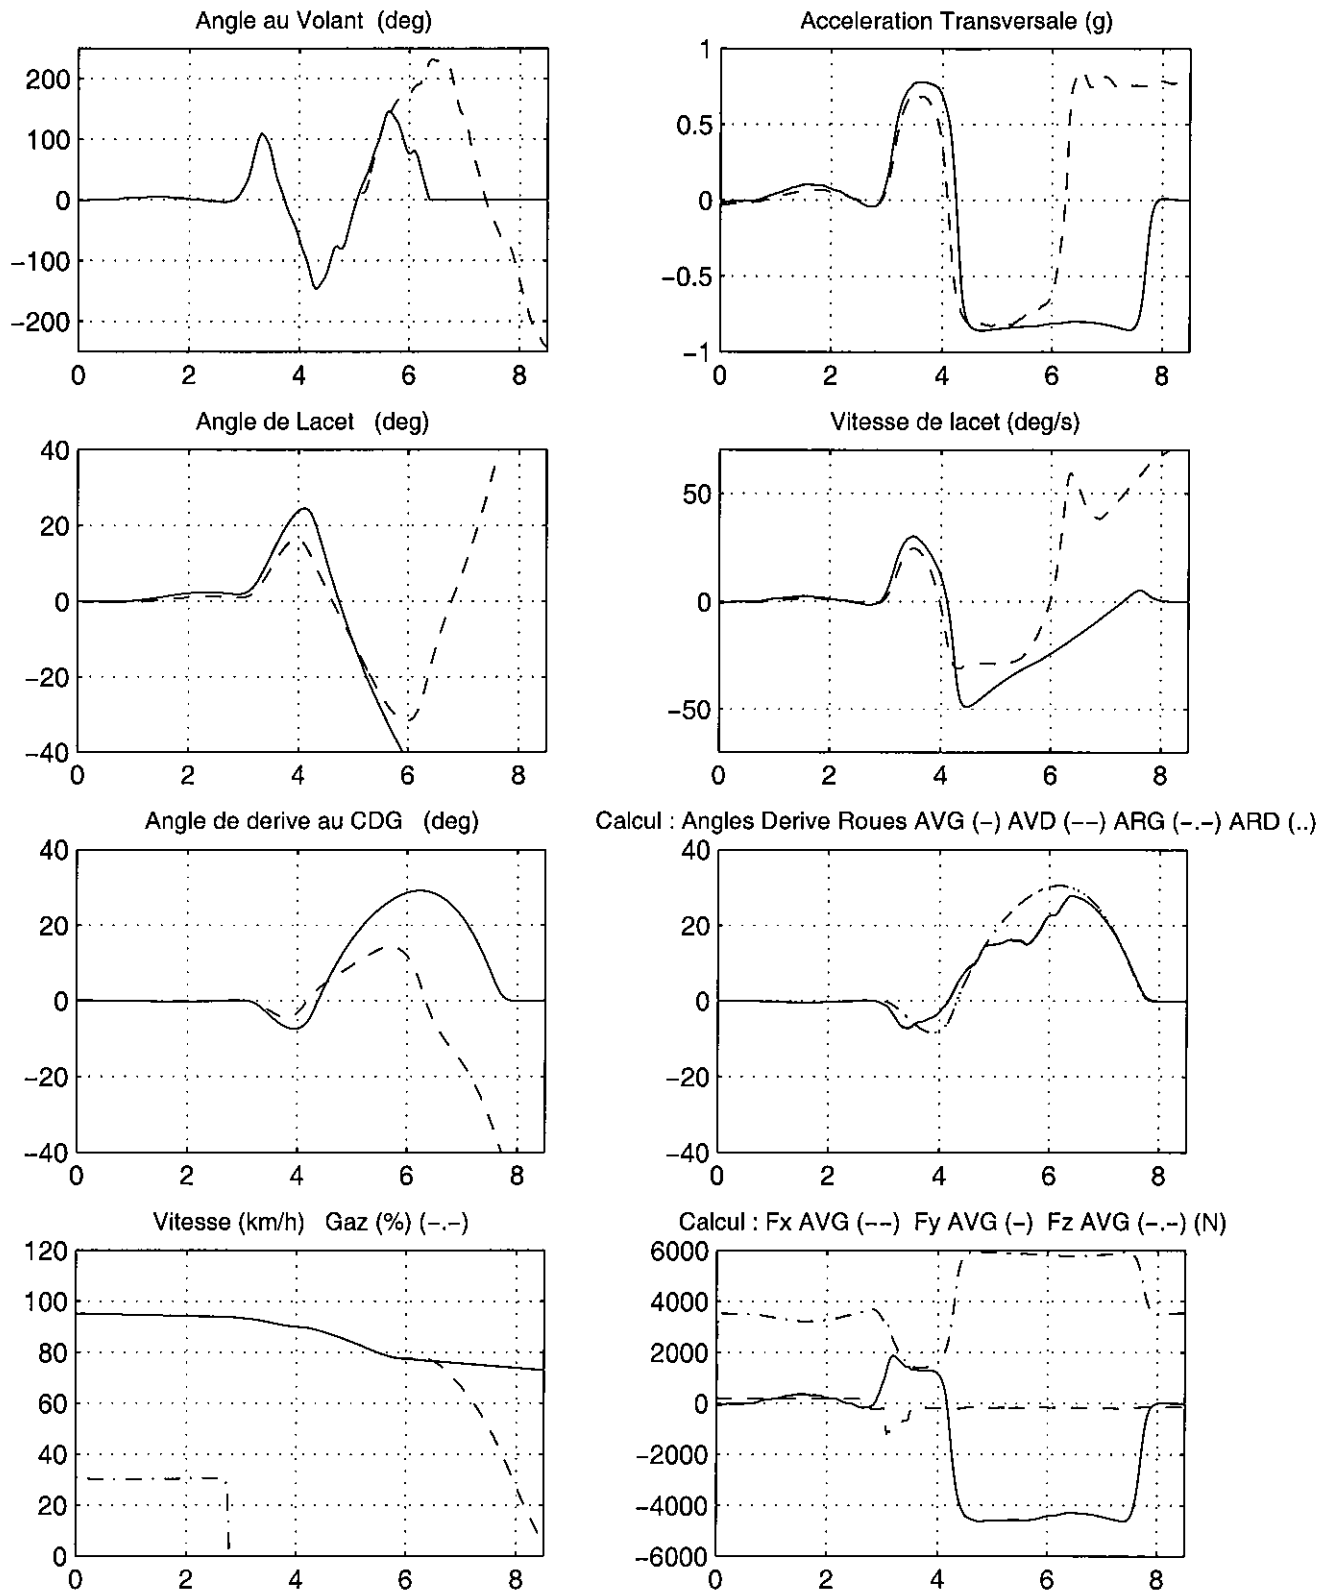 Angle au Volant (deg)
200
100
0
−100
−200
0 2 4 6 8
Acceleration Transversale (g)
1
0.5
0
−0.5
−1
0 2 4 6 8
Angle de Lacet (deg)
40
20
0
−20
−40
0 2 4 6 8
Vitesse de lacet (deg/s)
50
0
−50
0 2 4 6 8
Angle de derive au CDG (deg)
40
20
0
−20
−40
0 2 4 6 8
Calcul : Angles Derive Roues AVG (−) AVD (−−) ARG (−.−) ARD (..)
40
20
0
−20
−40
0 2 4 6 8
Vitesse (km/h) Gaz (%) (−.−)
120
100
80
60
40
20
0
0 2 4 6 8
Calcul : Fx AVG (−−) Fy AVG (−) Fz AVG (−.−) (N)
6000
4000
2000
0
−2000
−4000
−6000
0 2 4 6 8